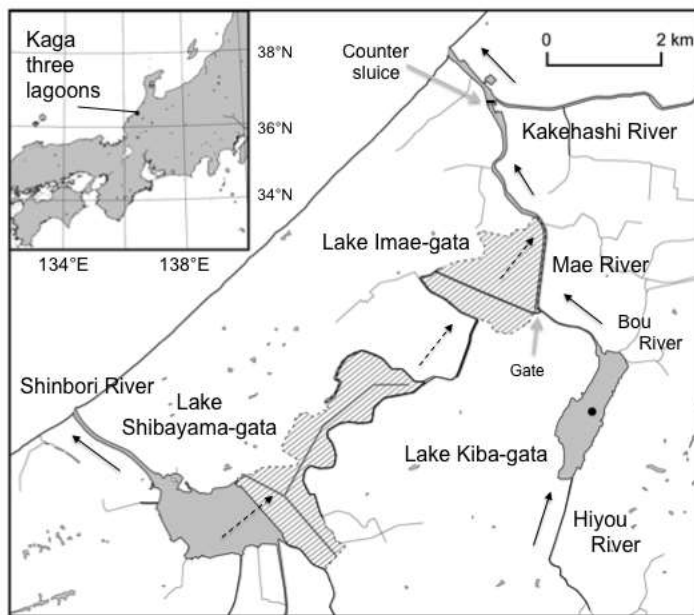 Kaga
three
lagoons
38°N
36°N
34°N
134°E
138°E
Counter
sluice
0
2 km
Kakehashi River
Lake Imae-gata
Mae River
Bou
River
Gate
Shinbori River
Lake
Shibayama-gata
Lake Kiba-gata
Hiyou
River